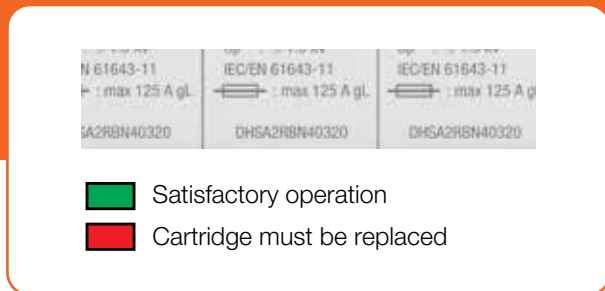 N 61643-11 IEC/EN 61643-11 IEC/EN 61643-11
: max 125 A gL : max 125 A gL : max 125 A g
SA2RBN40320 DHSA2RBN40320 DHSA2RBN40320
Satisfactory operation
Cartridge must be replaced